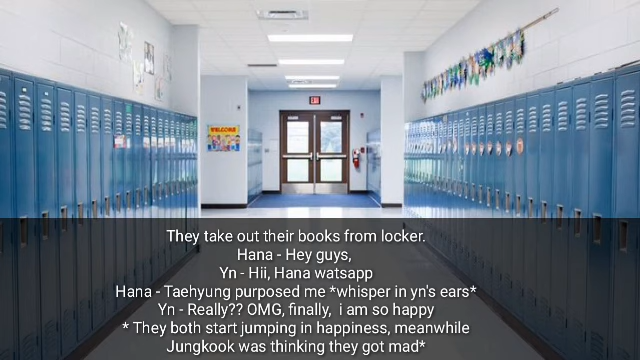 EXIT
WELCOME
They take out their books from locker.
Hana - Hey guys,
Yn - Hii, Hana watsapp
Hana - Taehyung purposed me *whisper in yn's ears*
Yn - Really?? OMG, finally,  i am so happy
* They both start jumping in happiness, meanwhile
Jungkook was thinking they got mad*